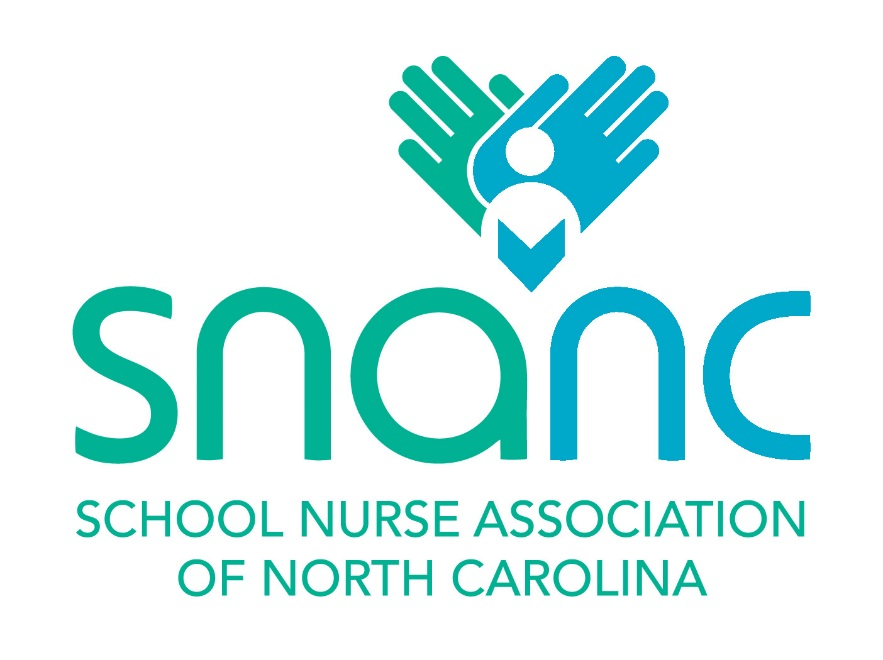 snanc
SCHOOL NURSE ASSOCIATION
OF NORTH CAROLINA